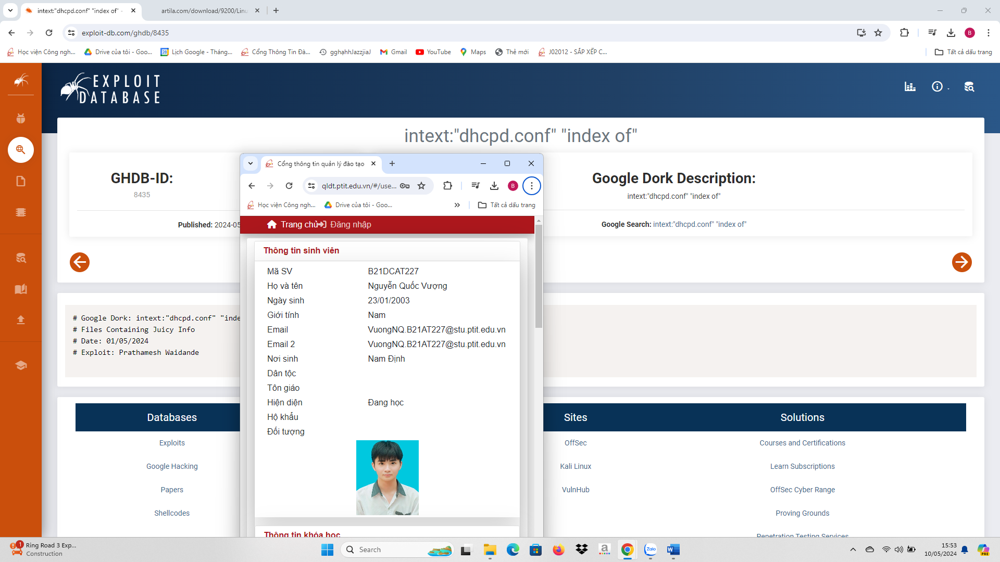 intext:"dhcpd.conf" "index of" -
artila.com/download/9200/Linu
exploit-db.com/ghdb/8435
B
Học viện Công ngh...
Drive của tôi - Goo...
28
Lịch Google - Tháng...
Cổng Thông Tin Đà...
gghạhhJazzjiaJ
Gmail
YouTube
Maps
Thẻ mới
J02012 - SẮP XẾP C...
Tất cả dấu trang
EXPLOIT
DATABASE
intext:"dhcpd.conf" "index of"
GHDB-ID:
8435
Published: 2024-05
Google Dork Description:
intext:"dhcpd.conf" "index of"
Google Search: intext:"dhcpd.conf" "index of"
# Google Dork: intext:"dhcpd.conf" "inde
# Files Containing Juicy Info
# Date: 01/05/2024
# Exploit: Prathamesh Waidande
Cổng thông tin quản lý đào tạo
qldt.ptit.edu.vn/#/use...
B
Học viện Công ngh...
Drive của tôi - Goo...
»
Tất cả dấu trang
Trang chủ
Đăng nhập
Thông tin sinh viên
Mã SV B21DCAT227
Họ và tên Nguyễn Quốc Vượng
Ngày sinh 23/01/2003
Giới tính Nam
Email VuongNQ.B21AT227@stu.ptit.edu.vn
Email 2 VuongNQ.B21AT227@stu.ptit.edu.vn
Nơi sinh Nam Định
Dân tộc
Tôn giáo
Hiện diện Đang học
Hộ khẩu
Đối tượng
Thông tin khóa học
Databases
Exploits
Google Hacking
Papers
Shellcodes
Sites
OffSec
Kali Linux
VulnHub
Solutions
Courses and Certifications
Learn Subscriptions
OffSec Cyber Range
Proving Grounds
Penetration Testing Services
1
Ring Road 3 Exp...
Construction
Search
a
Zalo
W
15:53
10/05/2024
PRE